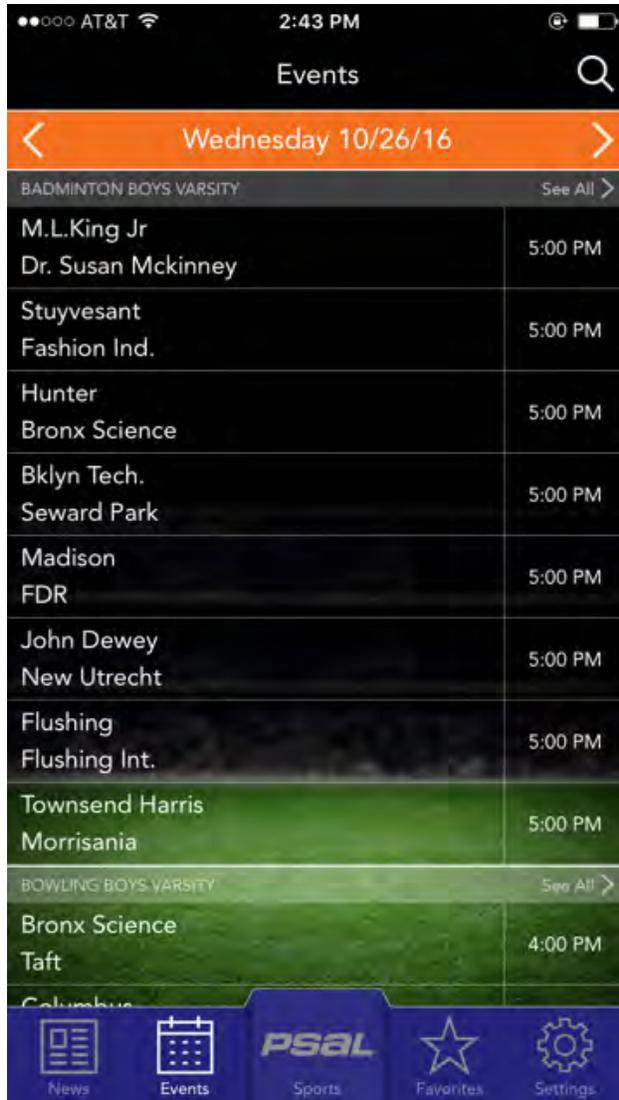 AT&T 2:43 PM
Events
Wednesday 10/26/16
BADMINTON BOYS VARSITY See All
M.L.King Jr
Dr. Susan Mckinney
5:00 PM
Stuyvesant
Fashion Ind.
5:00 PM
Hunter
Bronx Science
5:00 PM
Bklyn Tech.
Seward Park
5:00 PM
Madison
FDR
5:00 PM
John Dewey
New Utrecht
5:00 PM
Flushing
Flushing Int.
5:00 PM
Townsend Harris
Morrisania
5:00 PM
BOWLING BOYS VARSITY See All
Bronx Science
Taft
4:00 PM
Columbus
PSAL
News Events Sports Favorites Settings